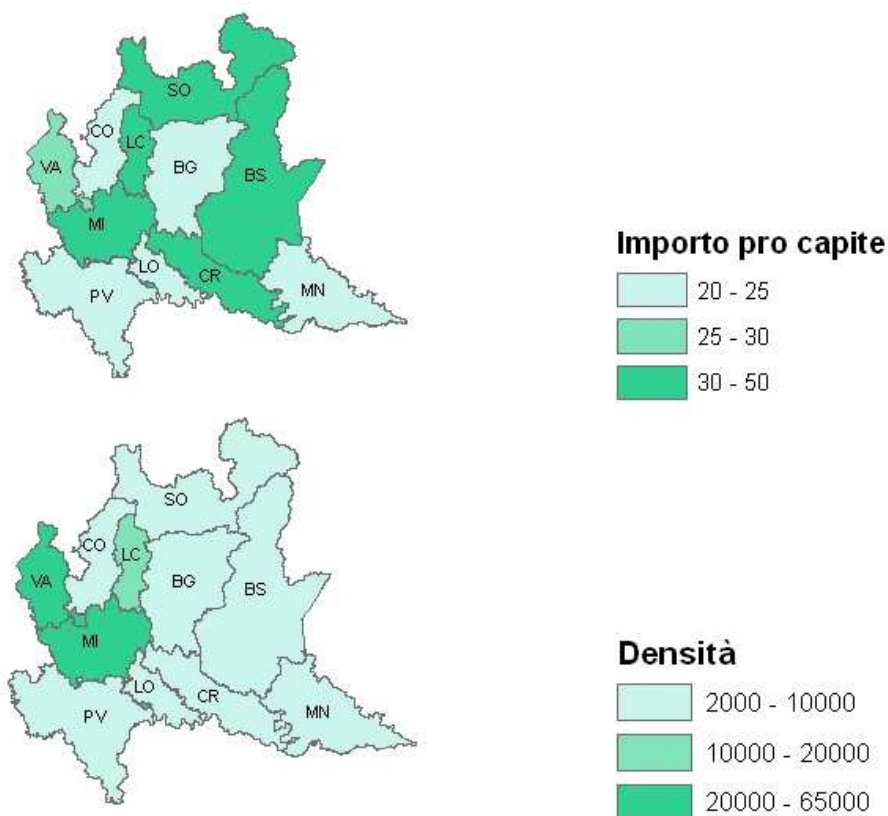 SO
CO
LC
VA
BG
BS
MI
LO
CR
PV
MN
Importo pro capite
20 - 25
25 - 30
30 - 50
SO
CO
LC
VA
BG
BS
MI
LO
CR
PV
MN
Densità
2000 - 10000
10000 - 20000
20000 - 65000